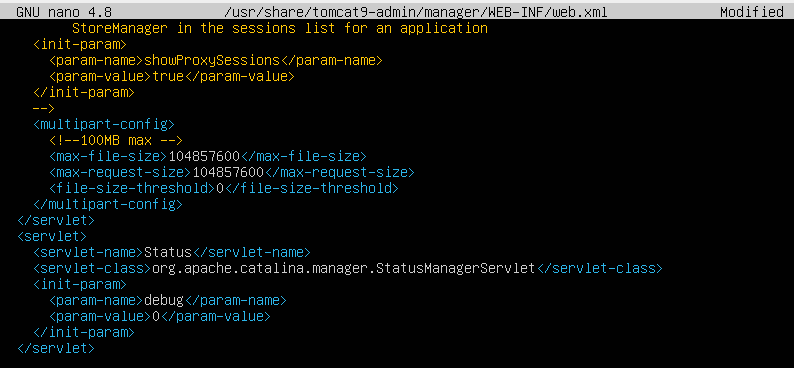 GNU nano 4.8 /usr/share/tomcat9-admin/manager/WEB-INF/web.xml Modified
StoreManager in the sessions list for an application
<init-param>
<param-name>showProxySessions</param-name>
<param-value>true</param-value>
</init-param>
-->
<multipart-config>
<!--100MB max -->
<max-file-size>104857600</max-file-size>
<max-request-size>104857600</max-request-size>
<file-size-threshold>0</file-size-threshold>
</multipart-config>
</servlet>
<servlet>
<servlet-name>Status</servlet-name>
<servlet-class>org.apache.catalina.manager.StatusManagerServlet</servlet-class>
<init-param>
<param-name>debug</param-name>
<param-value>0</param-value>
</init-param>
</servlet>